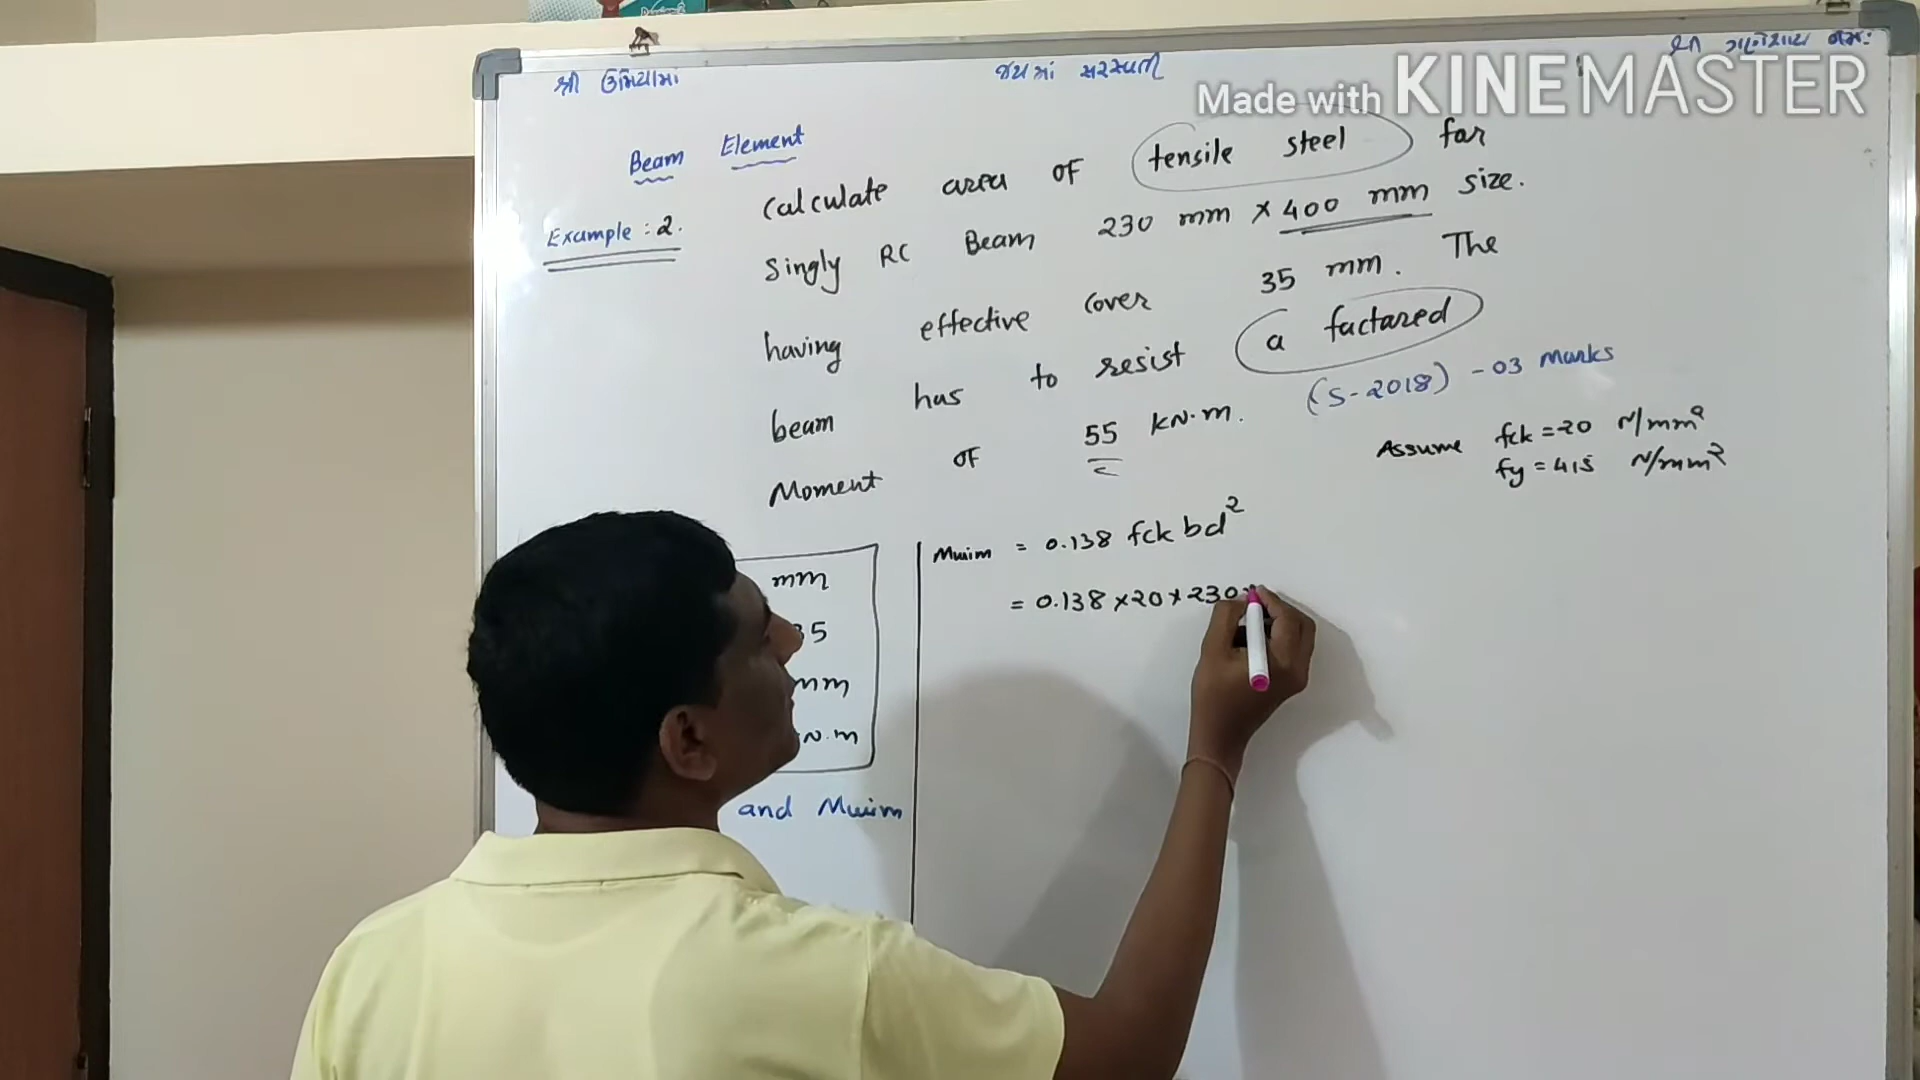 શ્રી ઉમિયામાં
જય માં સરસ્વતી
શ્રી ગણેશાય નમઃ
Made with KINEMASTER
Beam Element
Example : 2.
Calculate area of tensile steel for
Singly RC Beam 230 mm × 400 mm size.
having effective cover 35 mm. The
beam has to resist a factored
Moment of 55 kN.m.
(S-2018) - 03 Marks
Assume fck = 20 N/mm²
fy = 415 N/mm²
mm
35
mm
N.m
and Mulim
Mulim = 0.138 fck bd²
= 0.138 × 20 × 230 ×